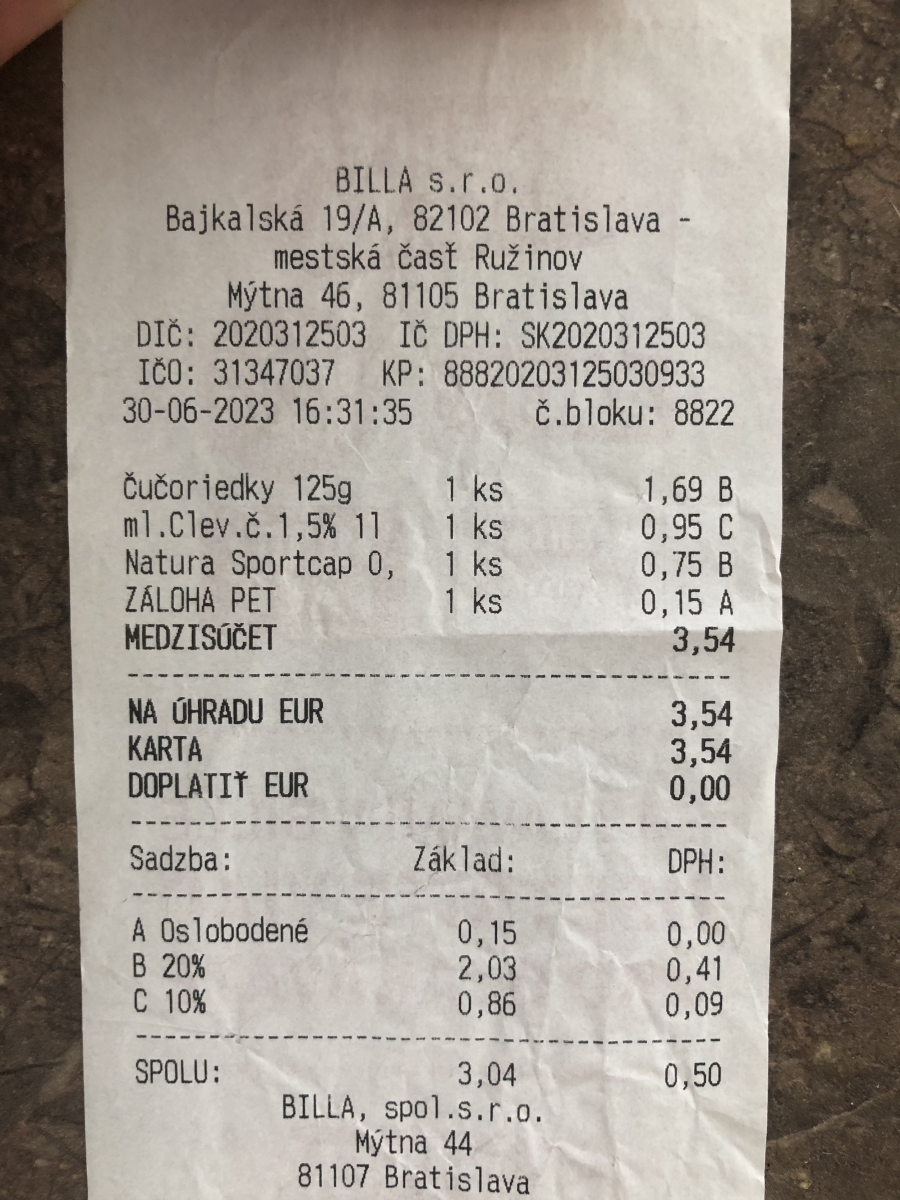 BILLA s.r.o.
Bajkalská 19/A, 82102 Bratislava -
mestská časť Ružinov
Mýtna 46, 81105 Bratislava
DIČ: 2020312503 IČ DPH: SK2020312503
IČO: 31347037 KP: 88820203125030933
30-06-2023 16:31:35 č.bloku: 8822
Čučoriedky 125g 1 ks 1,69 B
ml.Clev.č.1,5% 1l 1 ks 0,95 C
Natura Sportcap 0, 1 ks 0,75 B
ZÁLOHA PET 1 ks 0,15 A
MEDZISÚČET 3,54
NA ÚHRADU EUR 3,54
KARTA 3,54
DOPLATIŤ EUR 0,00
Sadzba: Základ: DPH:
A Oslobodené 0,15 0,00
B 20% 2,03 0,41
C 10% 0,86 0,09
SPOLU: 3,04 0,50
BILLA, spol.s.r.o.
Mýtna 44
81107 Bratislava